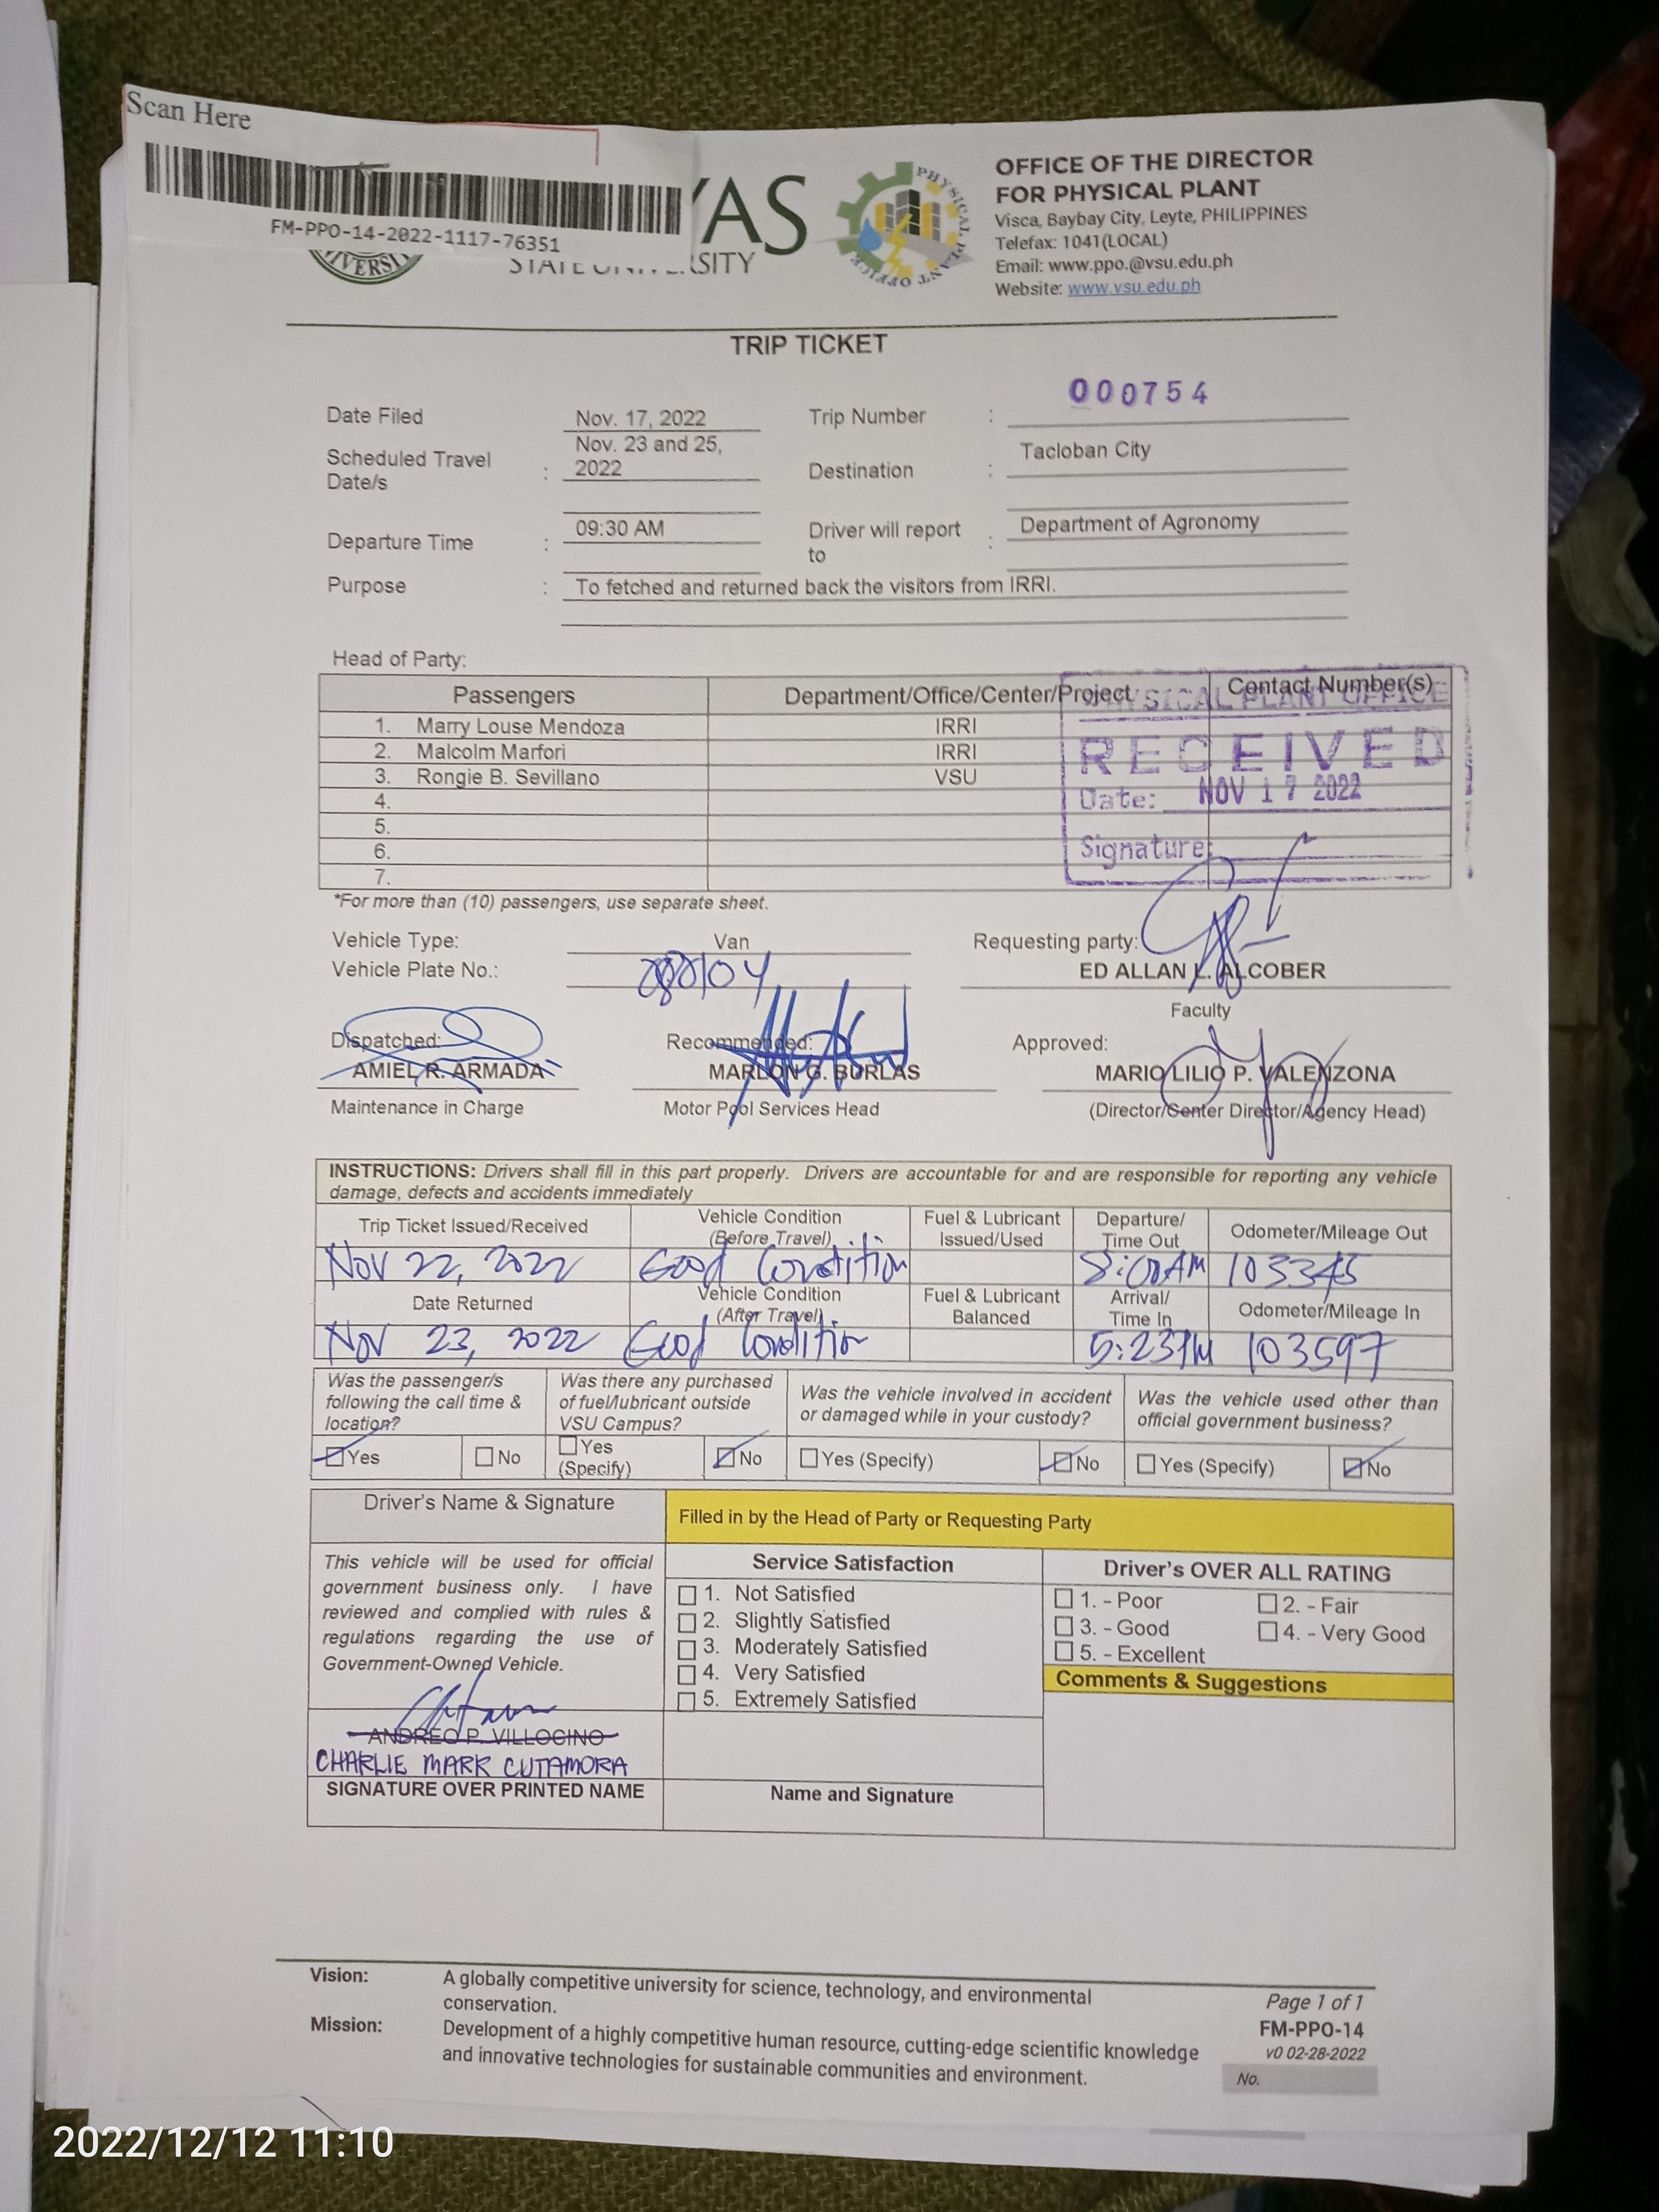 Scan Here
FM-PPO-14-2022-1117-76351
YAS
STATE UNIVERSITY
PHYSICAL PLANT OFFICE
OFFICE OF THE DIRECTOR
FOR PHYSICAL PLANT
Visca, Baybay City, Leyte, PHILIPPINES
Telefax: 1041(LOCAL)
Email: www.ppo.@vsu.edu.ph
Website: www.vsu.edu.ph
TRIP TICKET
Date Filed Nov. 17, 2022 Trip Number : 000754
Scheduled Travel Date/s : Nov. 23 and 25, 2022 Destination : Tacloban City
Departure Time : 09:30 AM Driver will report to : Department of Agronomy
Purpose : To fetched and returned back the visitors from IRRI.
Head of Party:
Passengers Department/Office/Center/Project Contact Number(s)
1. Marry Louse Mendoza IRRI
2. Malcolm Marfori IRRI
3. Rongie B. Sevillano VSU
4.
5.
6.
7.
PHYSICAL PLANT OFFICE
RECEIVED
Date: NOV 17 2022
Signature
*For more than (10) passengers, use separate sheet.
Vehicle Type: Van Requesting party:
Vehicle Plate No.: ED ALLAN L. ALCOBER
Faculty
Dispatched: Recommended: Approved:
AMIEL R. ARMADA MARLON G. BURLAS MARIO LILIO P. VALENZONA
Maintenance in Charge Motor Pool Services Head (Director/Center Director/Agency Head)
INSTRUCTIONS: Drivers shall fill in this part properly. Drivers are accountable for and are responsible for reporting any vehicle
damage, defects and accidents immediately
Trip Ticket Issued/Received Vehicle Condition (Before Travel) Fuel & Lubricant Issued/Used Departure/ Time Out Odometer/Mileage Out
Nov 22, 2022 Good Condition 8:00AM 103345
Date Returned Vehicle Condition (After Travel) Fuel & Lubricant Balanced Arrival/ Time In Odometer/Mileage In
Nov 23, 2022 Good Condition 5:23PM 103597
Was the passenger/s following the call time & location? Was there any purchased of fuel/lubricant outside VSU Campus? Was the vehicle involved in accident or damaged while in your custody? Was the vehicle used other than official government business?
Yes No Yes (Specify) No Yes (Specify) No Yes (Specify) No
Driver's Name & Signature Filled in by the Head of Party or Requesting Party
This vehicle will be used for official
government business only. I have
reviewed and complied with rules &
regulations regarding the use of
Government-Owned Vehicle.
ANDREO P. VILLOCINO
CHARLIE MARK CUTAMORA
SIGNATURE OVER PRINTED NAME
Service Satisfaction
1. Not Satisfied
2. Slightly Satisfied
3. Moderately Satisfied
4. Very Satisfied
5. Extremely Satisfied
Name and Signature
Driver's OVER ALL RATING
1. - Poor 2. - Fair
3. - Good 4. - Very Good
5. - Excellent
Comments & Suggestions
Vision: A globally competitive university for science, technology, and environmental
conservation.
Mission: Development of a highly competitive human resource, cutting-edge scientific knowledge
and innovative technologies for sustainable communities and environment.
Page 1 of 1
FM-PPO-14
v0 02-28-2022
No.
2022/12/12 11:10